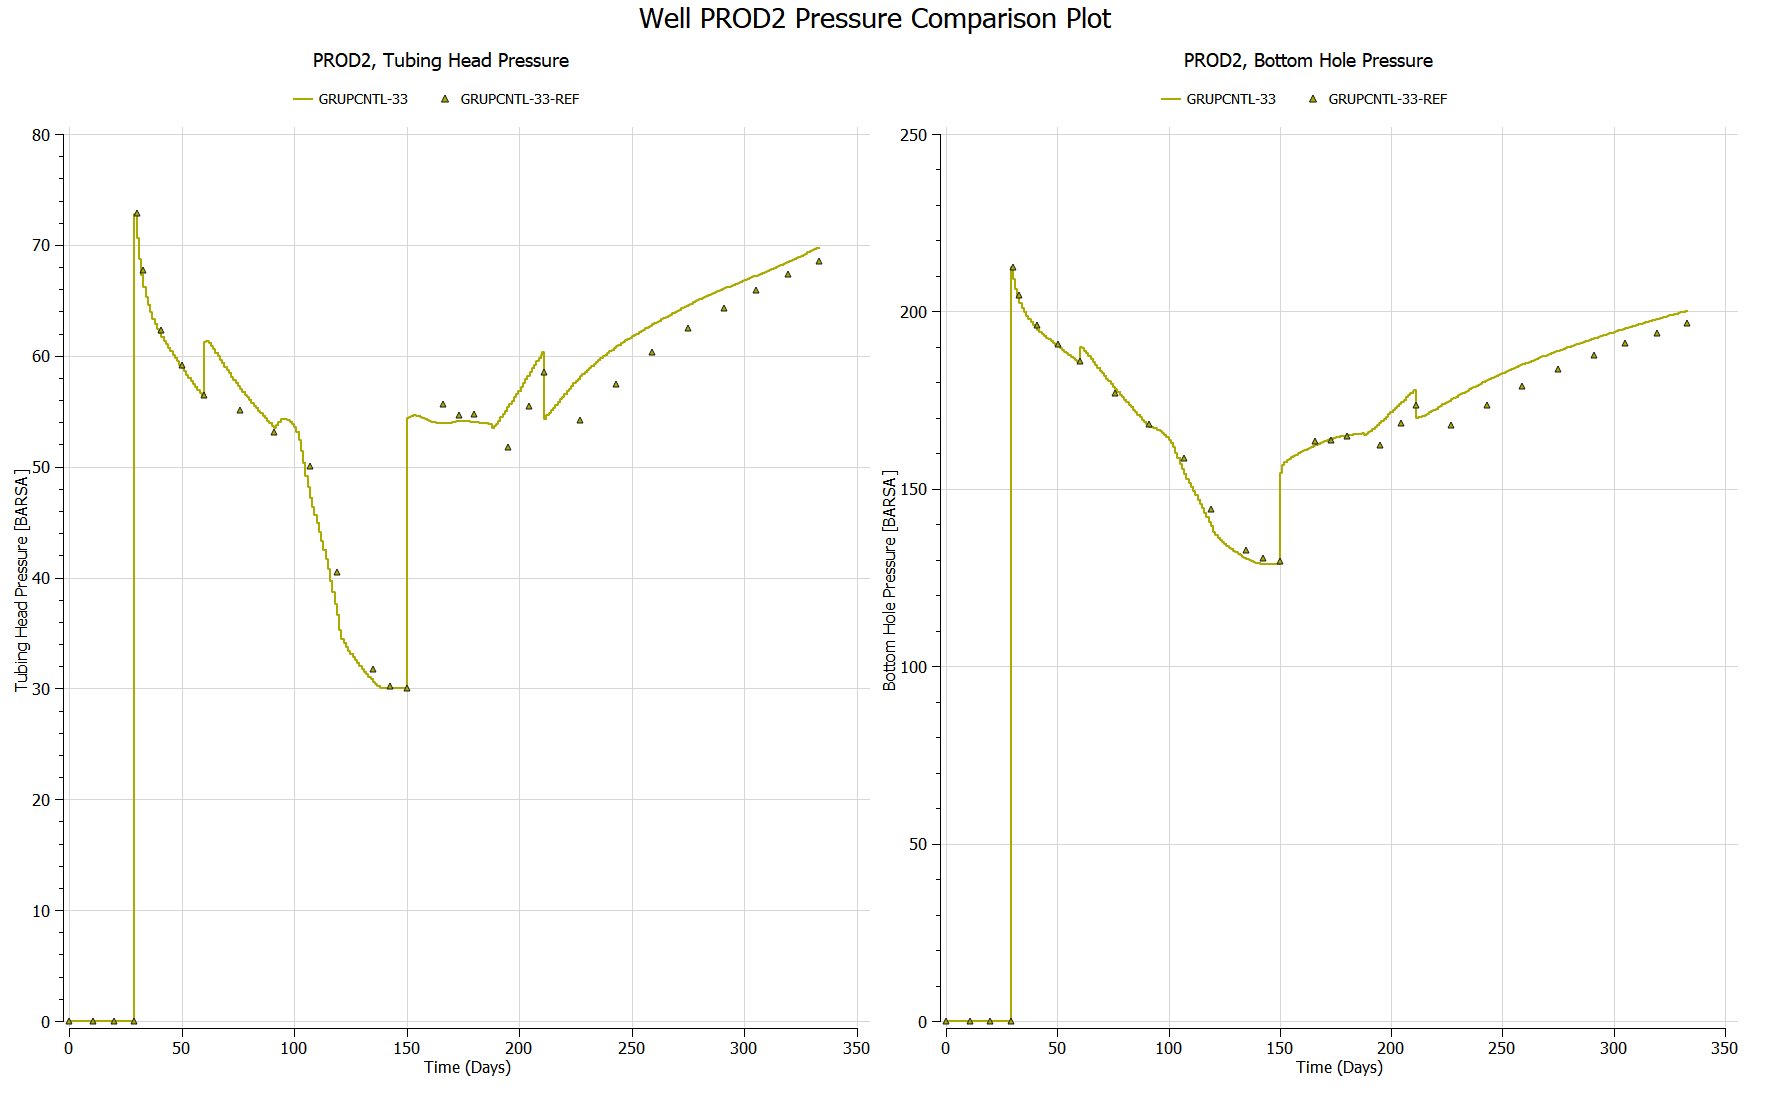 Well PROD2 Pressure Comparison Plot
PROD2, Tubing Head Pressure
GRUPCNTL-33
GRUPCNTL-33-REF
80
70
60
50
40
30
20
10
0
Tubing Head Pressure [BARSA]
0
50
100
150
200
250
300
350
Time (Days)
PROD2, Bottom Hole Pressure
GRUPCNTL-33
GRUPCNTL-33-REF
250
200
150
100
50
0
Bottom Hole Pressure [BARSA]
0
50
100
150
200
250
300
350
Time (Days)